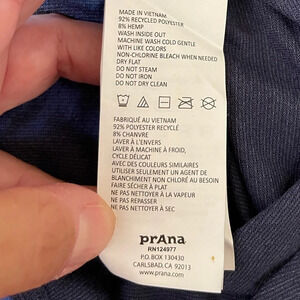 MADE IN VIETNAM
92% RECYCLED POLYESTER
8% HEMP
WASH INSIDE OUT
MACHINE WASH COLD GENTLE
WITH LIKE COLORS
NON-CHLORINE BLEACH WHEN NEEDED
DRY FLAT
DO NOT STEAM
DO NOT IRON
DO NOT DRY CLEAN
FABRIQUÉ AU VIETNAM
92% POLYESTER RECYCLÉ
8% CHANVRE
LAVER À L'ENVERS
LAVER À MACHINE À FROID,
CYCLE DÉLICAT
AVEC DES COULEURS SIMILAIRES
UTILISER SEULEMENT UN AGENT DE
BLANCHIMENT NON CHLORÉ AU BESOIN
FAIRE SÉCHER À PLAT
NE PAS NETTOYER À LA VAPEUR
NE PAS REPASSER
NE PAS NETTOYER À SEC
prAna
RN124977
P.O. BOX 130430
CARLSBAD, CA 92013
www.prana.com